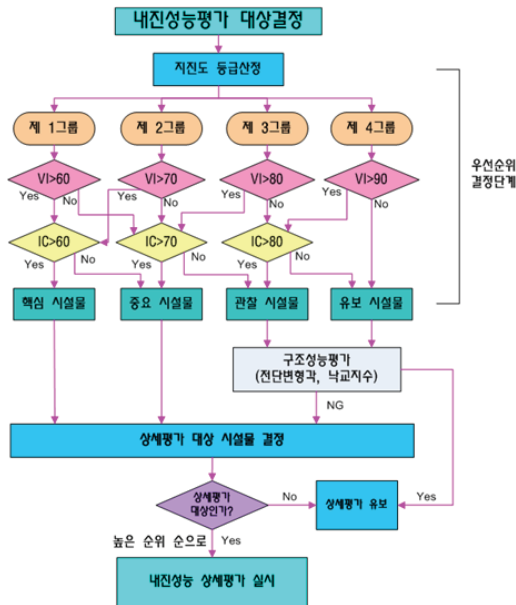 내진성능평가 대상결정
지진도 등급산정
제 1그룹
제 2그룹
제 3그룹
제 4그룹
우선순위
결정단계
VI>60
VI>70
VI>80
VI>90
Yes
No
Yes
No
Yes
No
Yes
No
IC>60
IC>70
IC>80
Yes
No
Yes
No
Yes
No
핵심 시설물
중요 시설물
관찰 시설물
유보 시설물
구조성능평가
(전단변형각, 낙교지수)
NG
상세평가 대상 시설물 결정
상세평가
대상인가?
No
상세평가 유보
Yes
높은 순위 순으로
Yes
내진성능 상세평가 실시